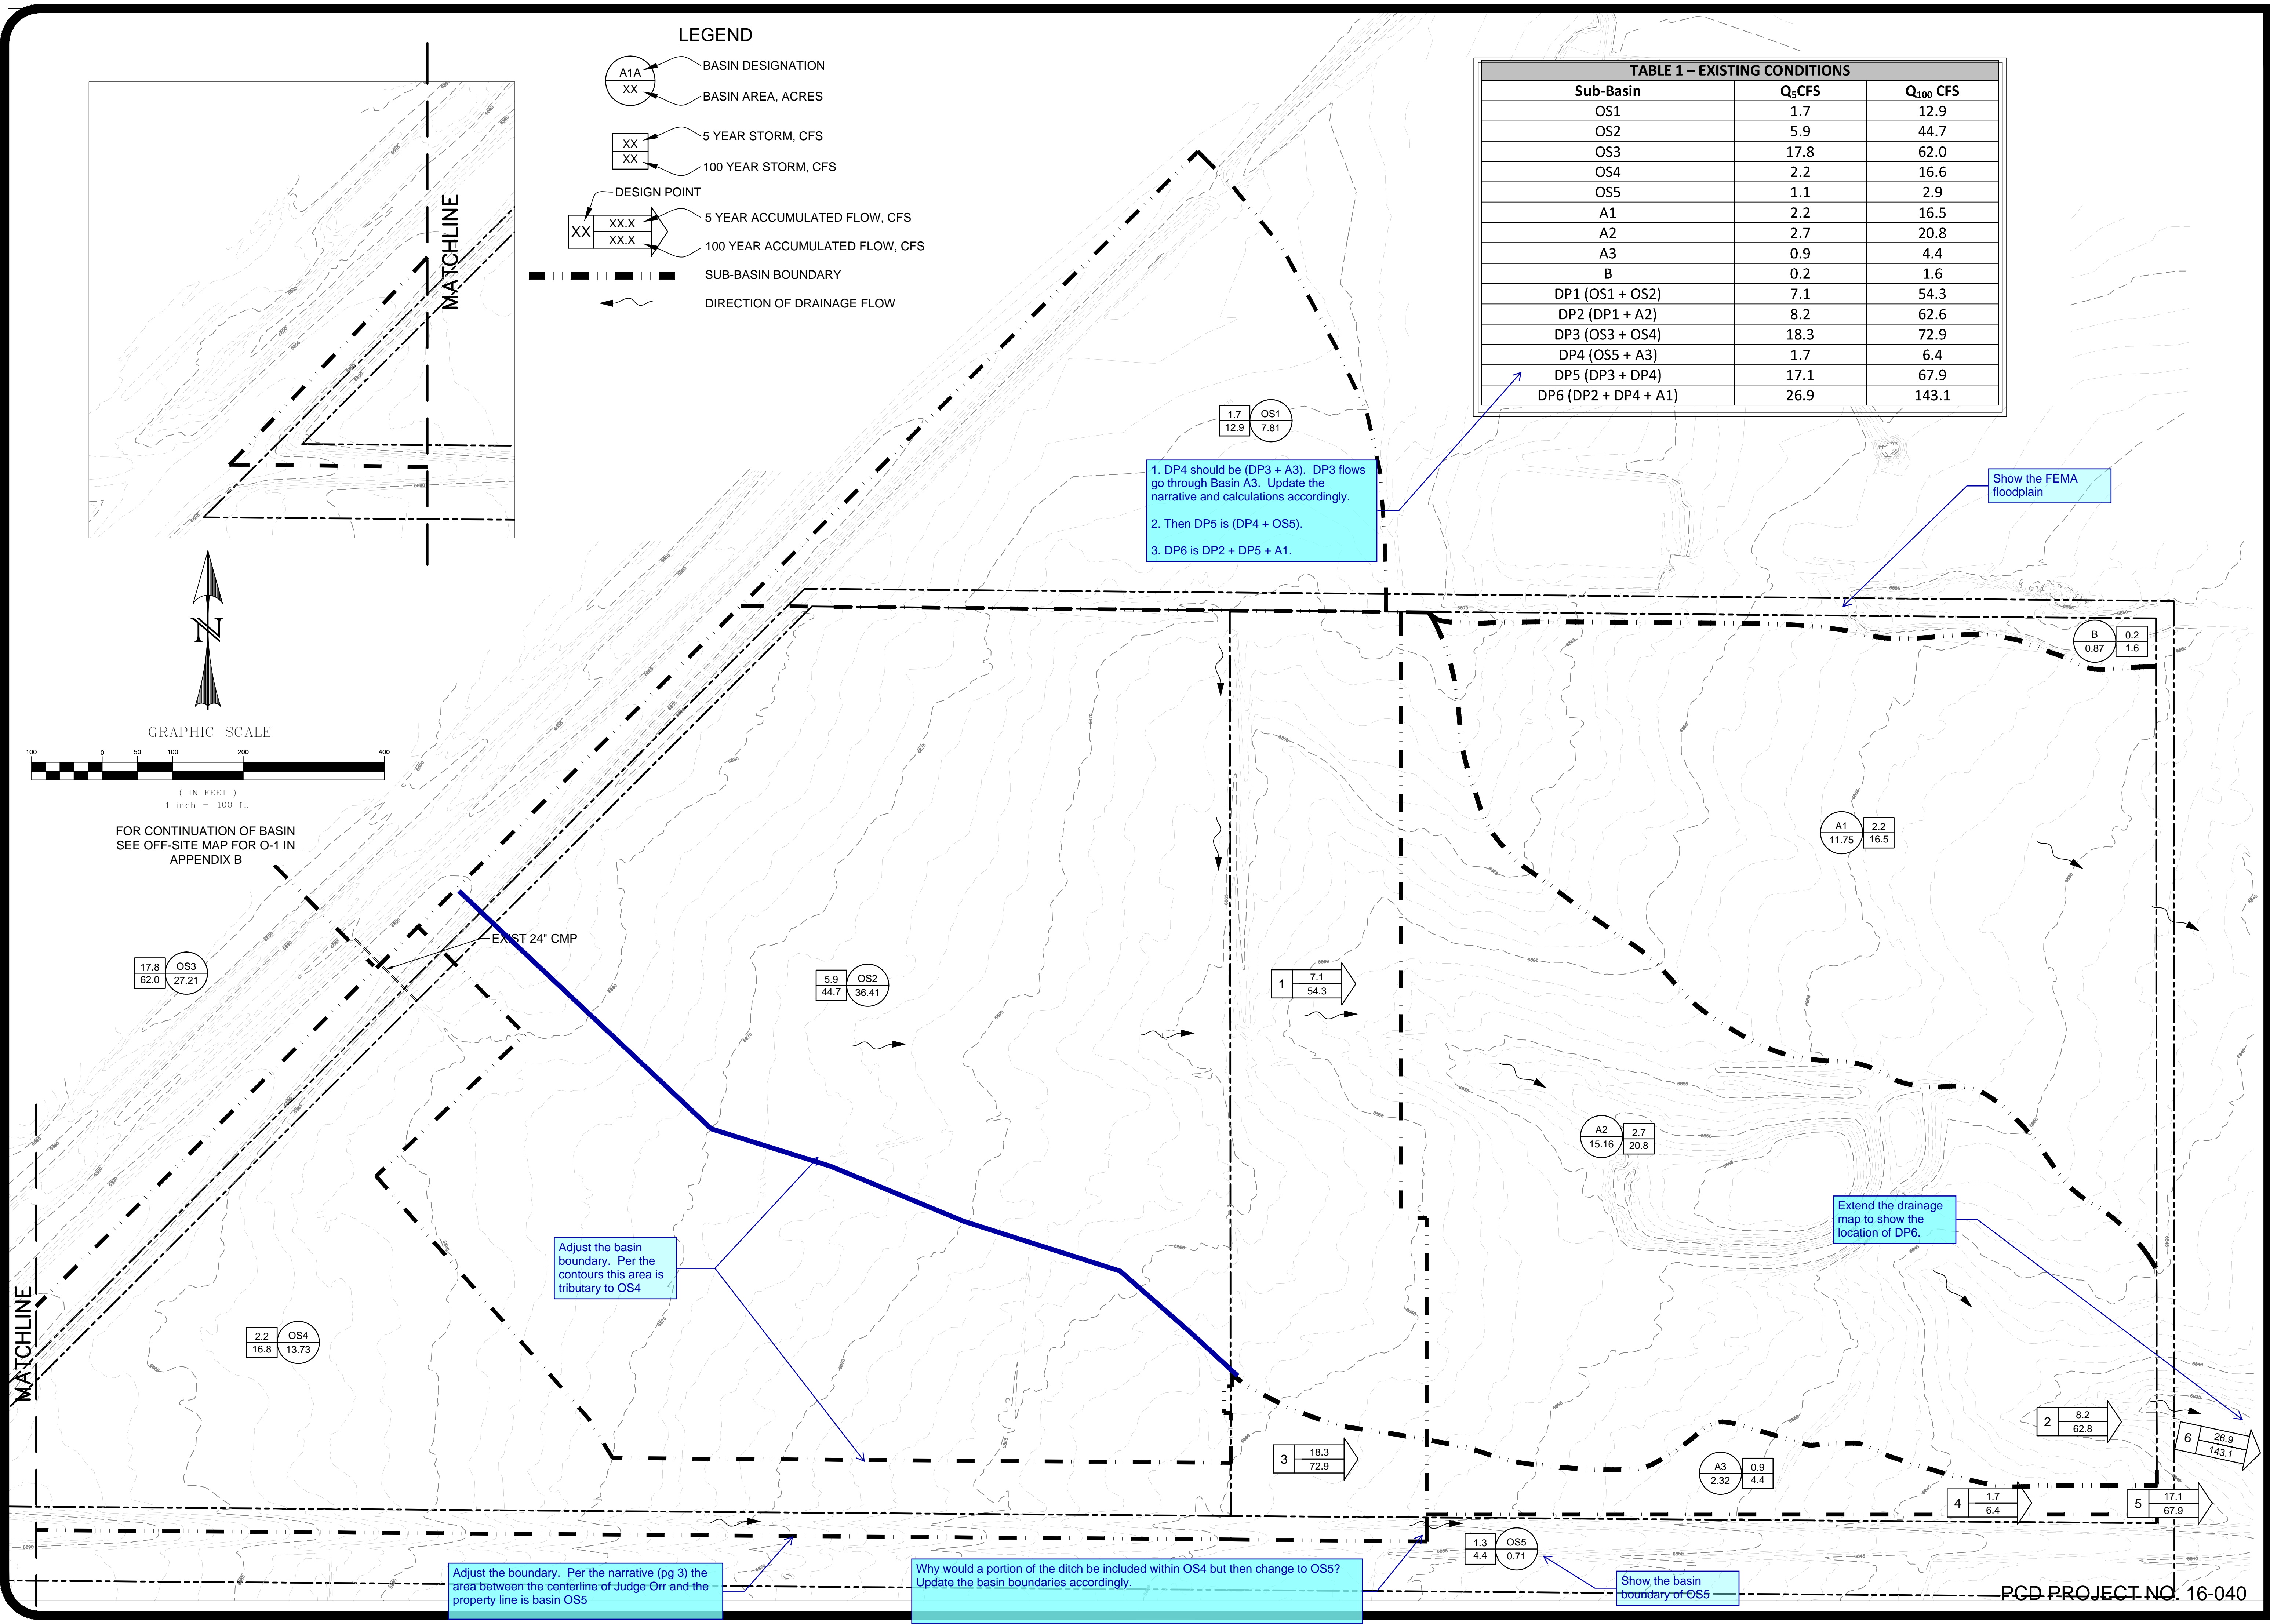 LEGEND
A1A
XX
BASIN DESIGNATION
BASIN AREA, ACRES
XX
XX
5 YEAR STORM, CFS
100 YEAR STORM, CFS
DESIGN POINT
XX
XX.X
XX.X
5 YEAR ACCUMULATED FLOW, CFS
100 YEAR ACCUMULATED FLOW, CFS
SUB-BASIN BOUNDARY
DIRECTION OF DRAINAGE FLOW
MATCHLINE
TABLE 1 – EXISTING CONDITIONS
Sub-Basin Q5CFS Q100 CFS
OS1 1.7 12.9
OS2 5.9 44.7
OS3 17.8 62.0
OS4 2.2 16.6
OS5 1.1 2.9
A1 2.2 16.5
A2 2.7 20.8
A3 0.9 4.4
B 0.2 1.6
DP1 (OS1 + OS2) 7.1 54.3
DP2 (DP1 + A2) 8.2 62.6
DP3 (OS3 + OS4) 18.3 72.9
DP4 (OS5 + A3) 1.7 6.4
DP5 (DP3 + DP4) 17.1 67.9
DP6 (DP2 + DP4 + A1) 26.9 143.1
1.7 OS1
12.9 7.81
1. DP4 should be (DP3 + A3). DP3 flows
go through Basin A3. Update the
narrative and calculations accordingly.
2. Then DP5 is (DP4 + OS5).
3. DP6 is DP2 + DP5 + A1.
Show the FEMA
floodplain
N
GRAPHIC SCALE
100 0 50 100 200 400
( IN FEET )
1 inch = 100 ft.
B 0.2
0.87 1.6
FOR CONTINUATION OF BASIN
SEE OFF-SITE MAP FOR O-1 IN
APPENDIX B
A1 2.2
11.75 16.5
EXIST 24" CMP
17.8 OS3
62.0 27.21
5.9 OS2
44.7 36.41
1 7.1
54.3
A2 2.7
15.16 20.8
Extend the drainage
map to show the
location of DP6.
Adjust the basin
boundary. Per the
contours this area is
tributary to OS4
MATCHLINE
2.2 OS4
16.8 13.73
2 8.2
62.8
6 26.9
143.1
3 18.3
72.9
A3 0.9
2.32 4.4
4 1.7
6.4
5 17.1
67.9
1.3 OS5
4.4 0.71
Adjust the boundary. Per the narrative (pg 3) the
area between the centerline of Judge Orr and the
property line is basin OS5
Why would a portion of the ditch be included within OS4 but then change to OS5?
Update the basin boundaries accordingly.
Show the basin
boundary of OS5
PCD PROJECT NO. 16-040